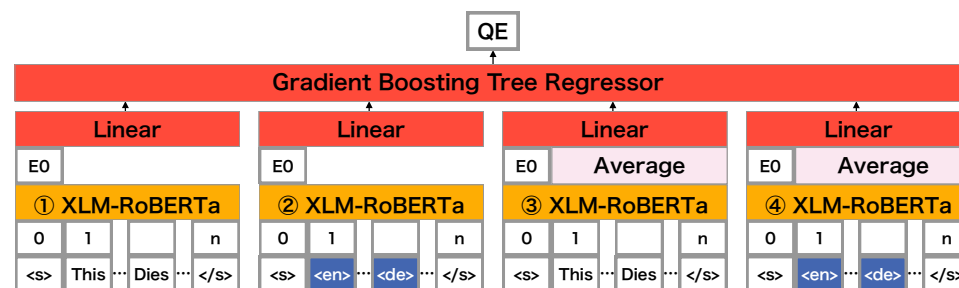 QE
Gradient Boosting Tree Regressor
Linear Linear Linear Linear
E0 E0 E0 Average E0 Average
① XLM-RoBERTa ② XLM-RoBERTa ③ XLM-RoBERTa ④ XLM-RoBERTa
0 1 n 0 1 n 0 1 n 0 1 n
<s> This ... Dies ... </s> <s> <en> ... <de> ... </s> <s> This ... Dies ... </s> <s> <en> ... <de> ... </s>